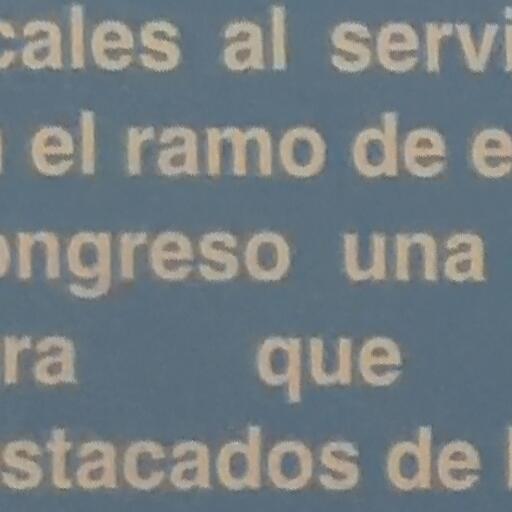 cales al servi
el ramo de e
ongreso una
ra que
stacados de